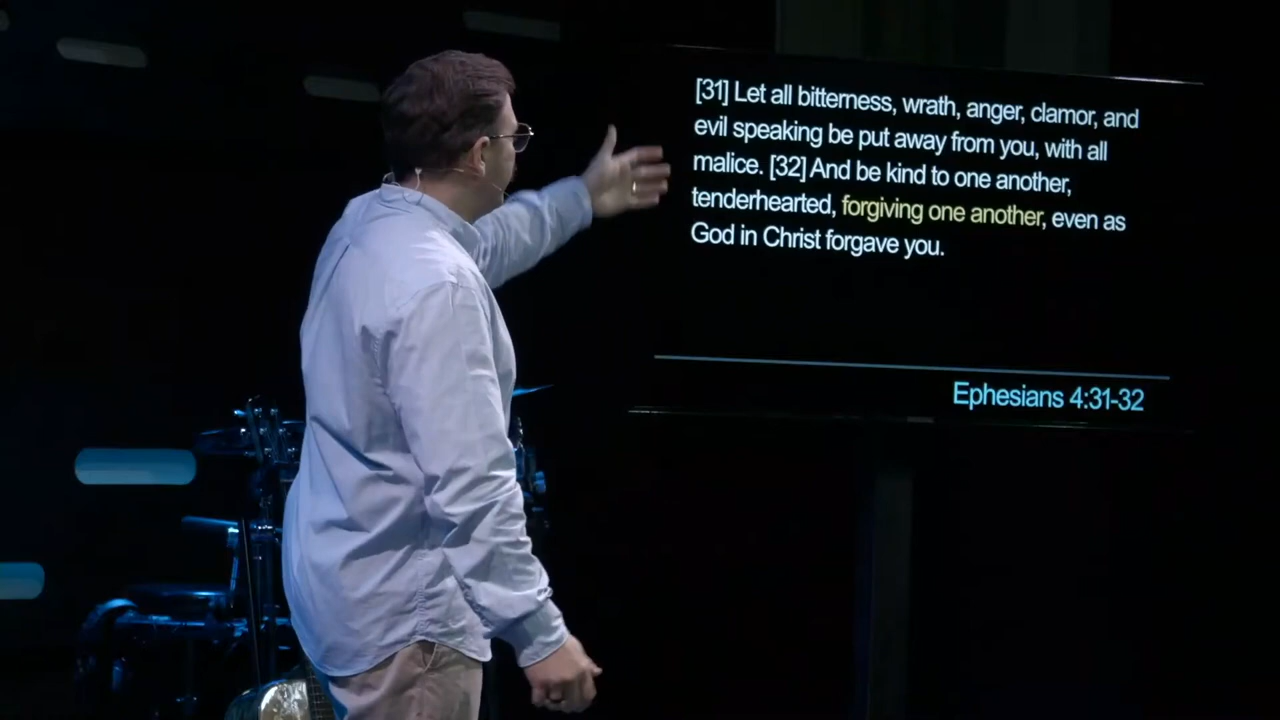 [31] Let all bitterness, wrath, anger, clamor, and
evil speaking be put away from you, with all
malice. [32] And be kind to one another,
tenderhearted, forgiving one another, even as
God in Christ forgave you.
Ephesians 4:31-32